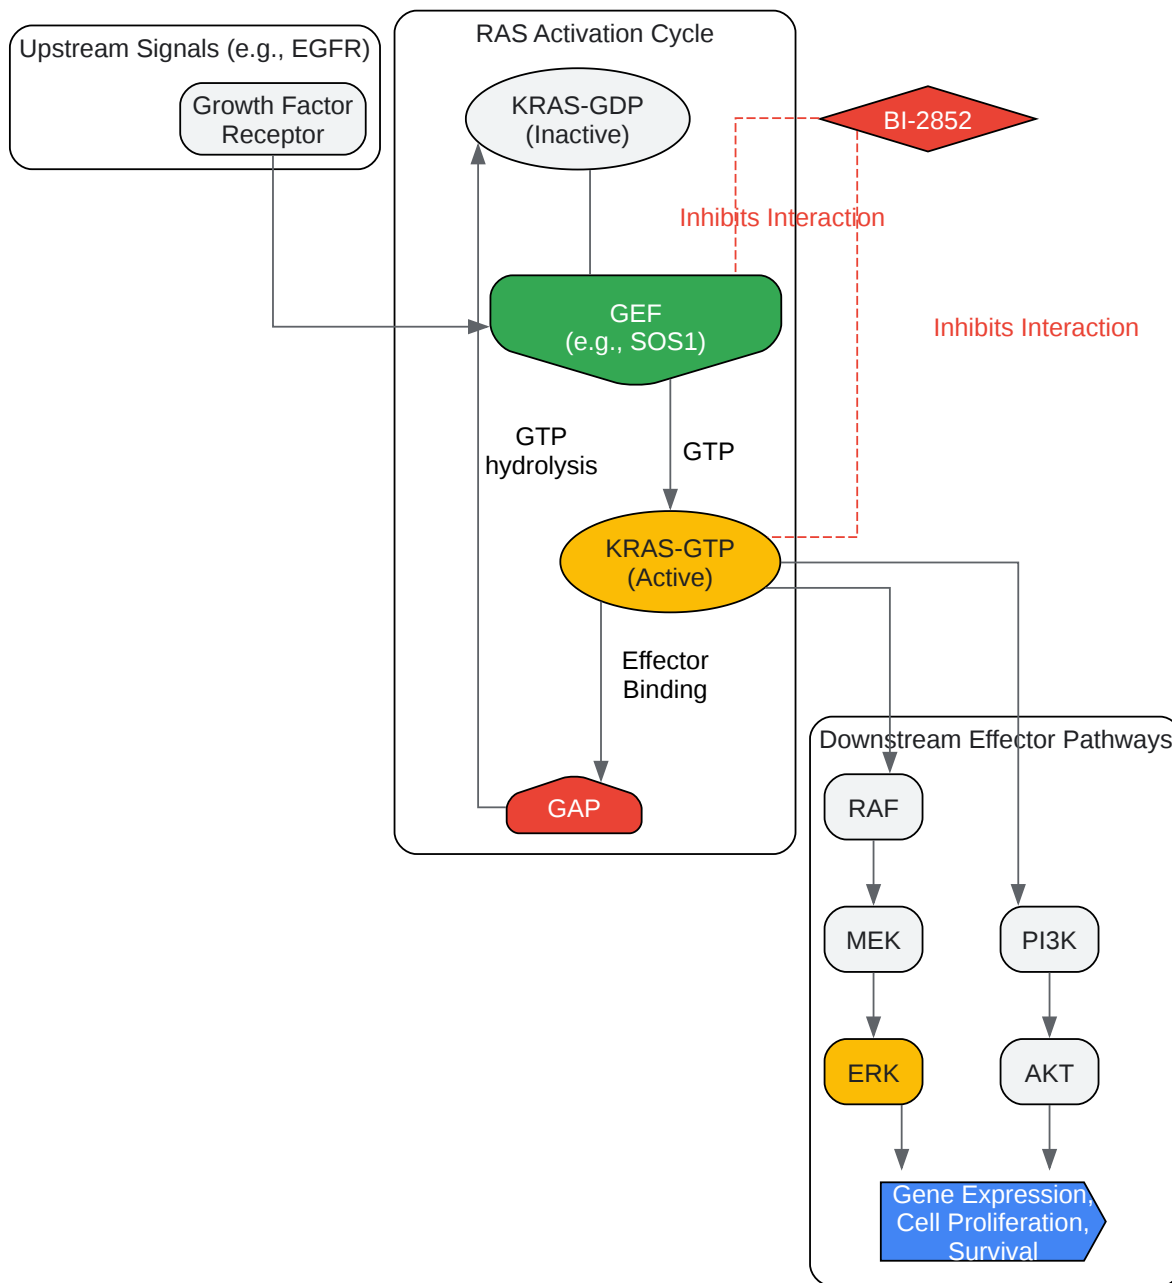 Upstream Signals (e.g., EGFR)
Growth Factor
Receptor
RAS Activation Cycle
KRAS-GDP
(Inactive)
BI-2852
Inhibits Interaction
GEF
(e.g., SOS1)
Inhibits Interaction
GTP
hydrolysis
GTP
KRAS-GTP
(Active)
Effector
Binding
GAP
Downstream Effector Pathways
RAF
MEK
PI3K
ERK
AKT
Gene Expression,
Cell Proliferation,
Survival